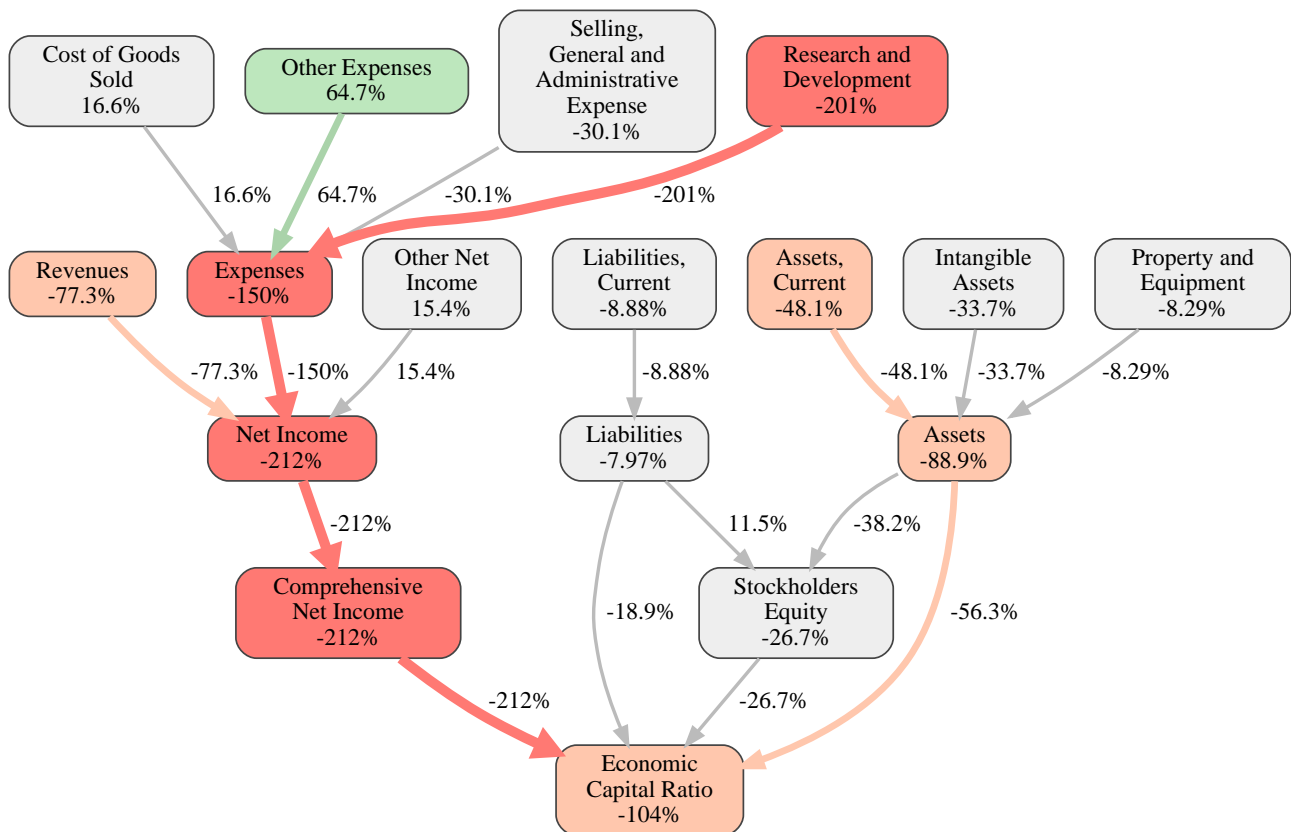 Cost of Goods
Sold
16.6%
Other Expenses
64.7%
Selling,
General and
Administrative
Expense
-30.1%
Research and
Development
-201%
16.6%
64.7%
-30.1%
-201%
Revenues
-77.3%
Expenses
-150%
Other Net
Income
15.4%
Liabilities,
Current
-8.88%
Assets,
Current
-48.1%
Intangible
Assets
-33.7%
Property and
Equipment
-8.29%
-77.3%
-150%
15.4%
-8.88%
-48.1%
-33.7%
-8.29%
Net Income
-212%
Liabilities
-7.97%
Assets
-88.9%
-212%
11.5%
-38.2%
Comprehensive
Net Income
-212%
-18.9%
Stockholders
Equity
-26.7%
-56.3%
-212%
-26.7%
Economic
Capital Ratio
-104%